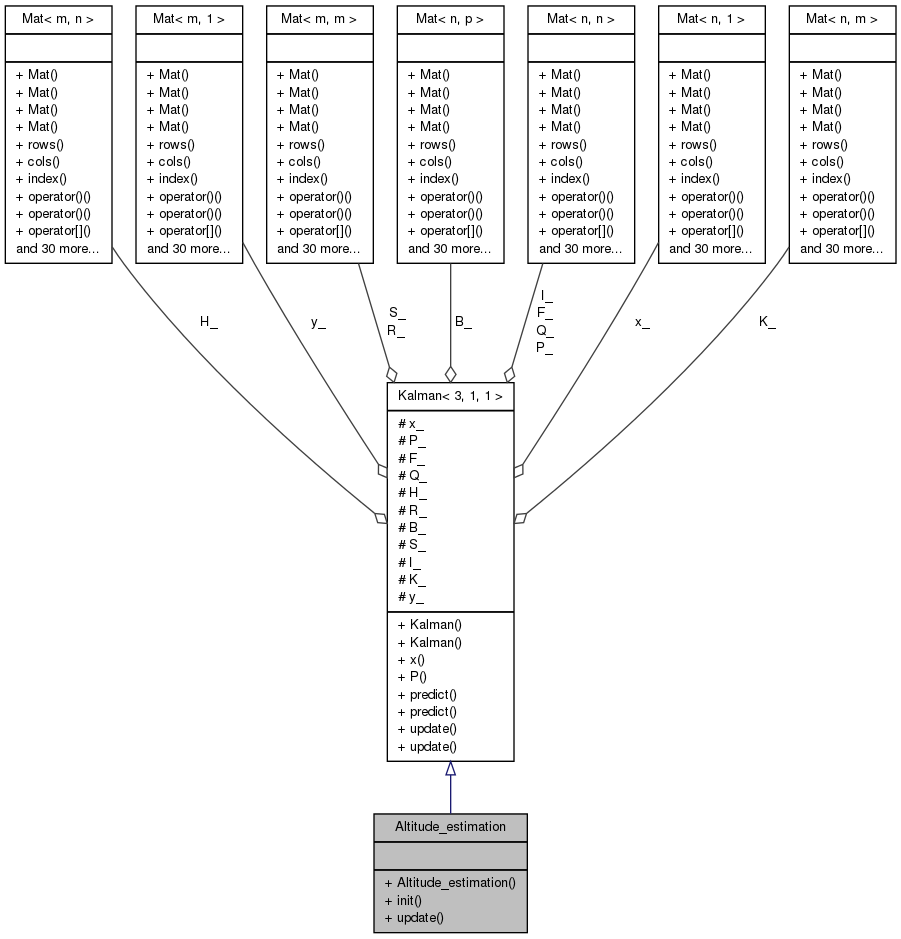 Mat< m, n >
+ Mat()
+ Mat()
+ Mat()
+ Mat()
+ rows()
+ cols()
+ index()
+ operator()()
+ operator()()
+ operator[]()
and 30 more...
Mat< m, 1 >
+ Mat()
+ Mat()
+ Mat()
+ Mat()
+ rows()
+ cols()
+ index()
+ operator()()
+ operator()()
+ operator[]()
and 30 more...
Mat< m, m >
+ Mat()
+ Mat()
+ Mat()
+ Mat()
+ rows()
+ cols()
+ index()
+ operator()()
+ operator()()
+ operator[]()
and 30 more...
Mat< n, p >
+ Mat()
+ Mat()
+ Mat()
+ Mat()
+ rows()
+ cols()
+ index()
+ operator()()
+ operator()()
+ operator[]()
and 30 more...
Mat< n, n >
+ Mat()
+ Mat()
+ Mat()
+ Mat()
+ rows()
+ cols()
+ index()
+ operator()()
+ operator()()
+ operator[]()
and 30 more...
Mat< n, 1 >
+ Mat()
+ Mat()
+ Mat()
+ Mat()
+ rows()
+ cols()
+ index()
+ operator()()
+ operator()()
+ operator[]()
and 30 more...
Mat< n, m >
+ Mat()
+ Mat()
+ Mat()
+ Mat()
+ rows()
+ cols()
+ index()
+ operator()()
+ operator()()
+ operator[]()
and 30 more...
H_
y_
S_
R_
B_
I_
F_
Q_
P_
x_
K_
Kalman< 3, 1, 1 >
# x_
# P_
# F_
# Q_
# H_
# R_
# B_
# S_
# I_
# K_
# y_
+ Kalman()
+ Kalman()
+ x()
+ P()
+ predict()
+ predict()
+ update()
+ update()
Altitude_estimation
+ Altitude_estimation()
+ init()
+ update()